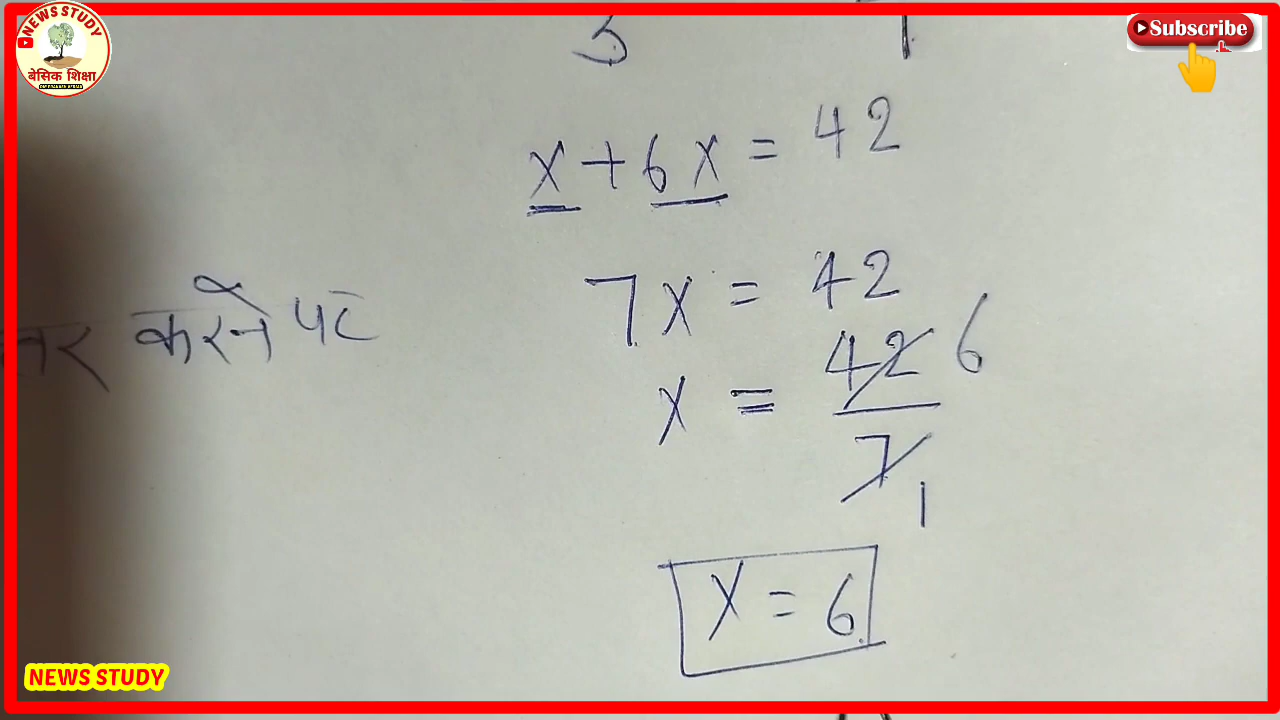 NEWS STUDY
बेसिक शिक्षा
Subscribe
3 1
x + 6x = 42
7x = 42
करने पर
x = 42 6
7 1
x = 6
NEWS STUDY